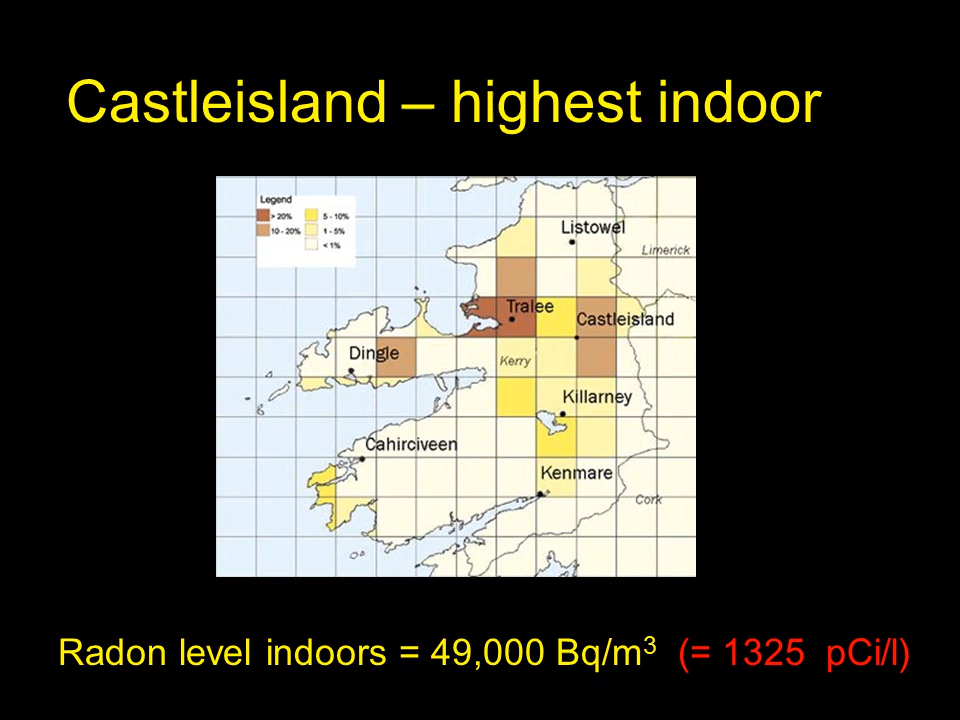 Castleisland – highest indoor
Legend
> 20%
5 - 10%
10 - 20%
1 - 5%
< 1%
Listowel
Limerick
Tralee
Castleisland
Dingle
Kerry
Killarney
Cahirciveen
Kenmare
Cork
Radon level indoors = 49,000 Bq/m³ (= 1325 pCi/l)